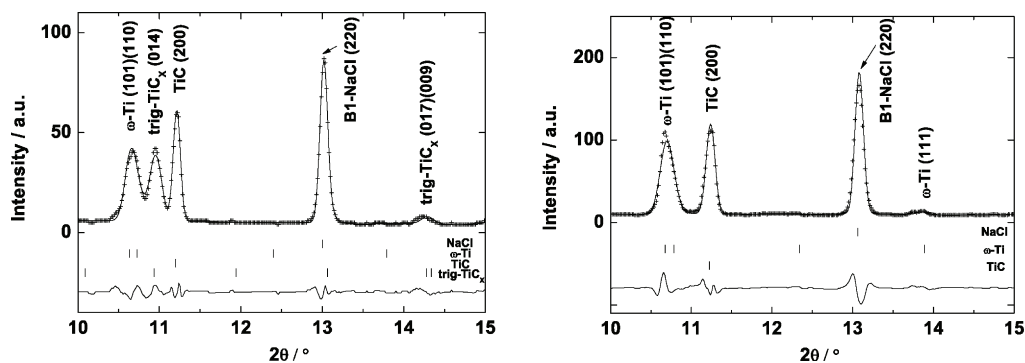 Intensity / a.u.
100
50
0
ω-Ti (101)(110)
trig-TiCx (014)
TiC (200)
B1-NaCl (220)
trig-TiCx (017)(009)
NaCl
ω-Ti
TiC
trig-TiCx
10 11 12 13 14 15
2θ / °
Intensity / a.u.
200
100
0
ω-Ti (101)(110)
TiC (200)
B1-NaCl (220)
ω-Ti (111)
NaCl
ω-Ti
TiC
10 11 12 13 14 15
2θ / °